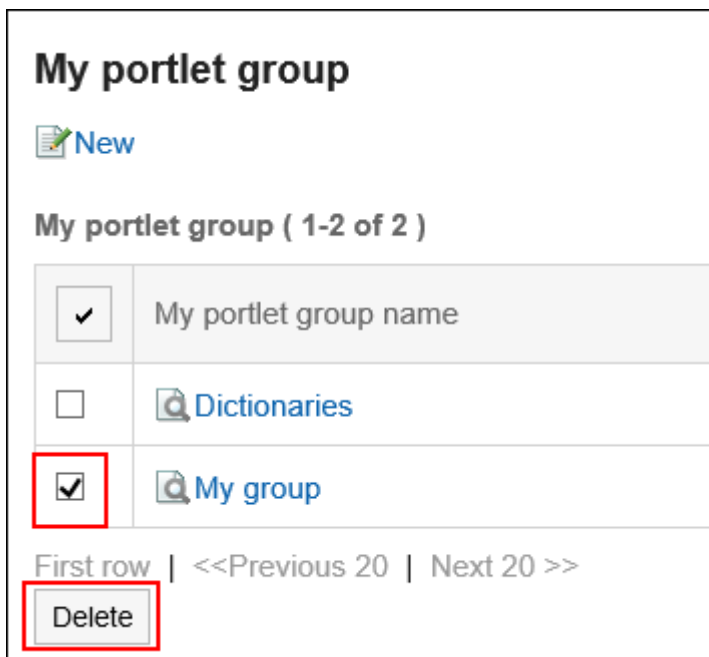 My portlet group
New
My portlet group ( 1-2 of 2 )
My portlet group name
Dictionaries
My group
First row | <<Previous 20 | Next 20 >>
Delete